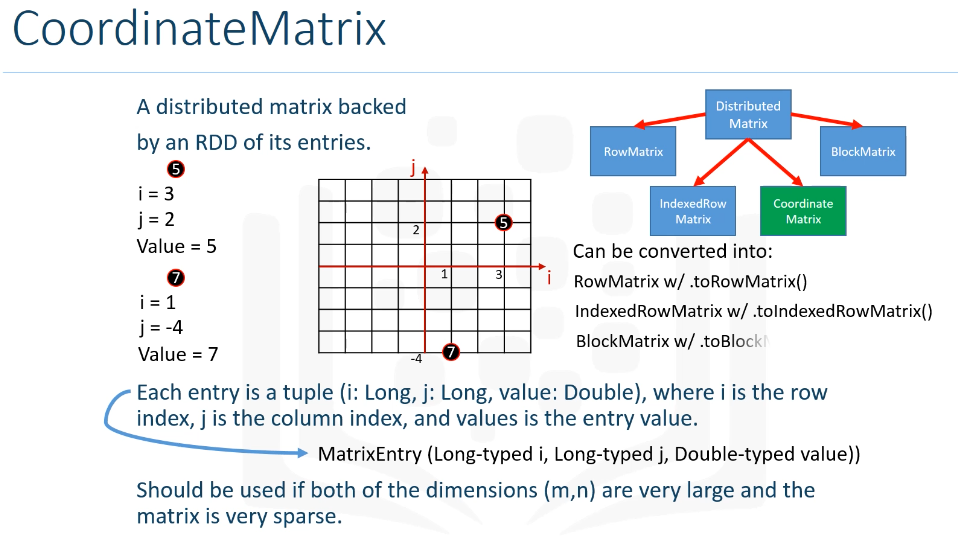 CoordinateMatrix
A distributed matrix backed
by an RDD of its entries.
5
i = 3
j = 2
Value = 5
7
i = 1
j = -4
Value = 7
j
2
5
1
3
i
-4
7
Distributed
Matrix
RowMatrix
BlockMatrix
IndexedRow
Matrix
Coordinate
Matrix
Can be converted into:
RowMatrix w/ .toRowMatrix()
IndexedRowMatrix w/ .toIndexedRowMatrix()
BlockMatrix w/ .toBlock
Each entry is a tuple (i: Long, j: Long, value: Double), where i is the row
index, j is the column index, and values is the entry value.
MatrixEntry (Long-typed i, Long-typed j, Double-typed value))
Should be used if both of the dimensions (m,n) are very large and the
matrix is very sparse.